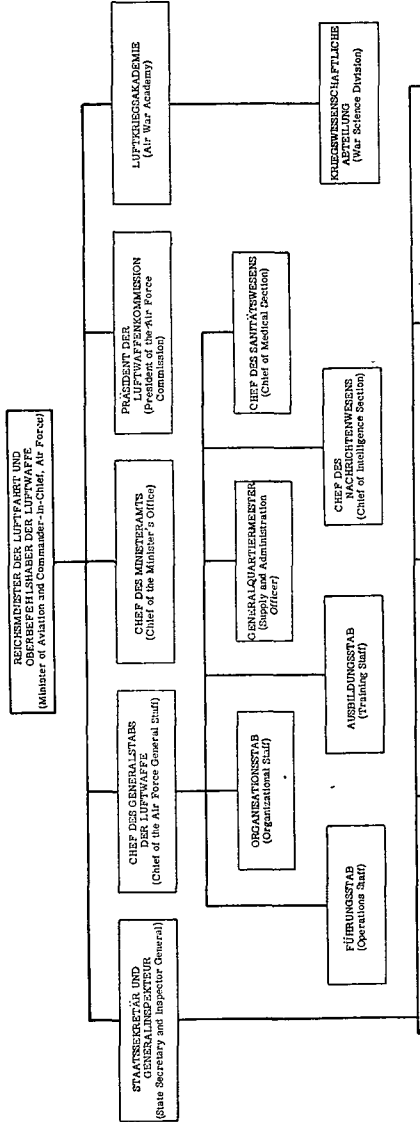 REICHSMINISTER DER LUFTFAHRT UND
OBERBEFEHLSHABER DER LUFTWAFFE
(Minister of Aviation and Commander-in-Chief, Air Force)
STAATSSEKRETÄR UND
GENERALINSPEKTEUR
(State Secretary and Inspector General)
CHEF DES GENERALSTABS
DER LUFTWAFFE
(Chief of the Air Force General Staff)
CHEF DES MINISTERAMTS
(Chief of the Minister's Office)
PRÄSIDENT DER
LUFTWAFFENKOMMISSION
(President of the Air Force
Commission)
LUFTKRIEGSAKADEMIE
(Air War Academy)
ORGANISATIONSSTAB
(Organizational Staff)
GENERALQUARTIERMEISTER
(Supply and Administration
Officer)
CHEF DES SANITÄTSWESENS
(Chief of Medical Section)
FÜHRUNGSSTAB
(Operations Staff)
AUSBILDUNGSSTAB
(Training Staff)
CHEF DES
NACHRICHTENWESENS
(Chief of Intelligence Section)
KRIEGSWISSENSCHAFTLICHE
ABTEILUNG
(War Science Division)